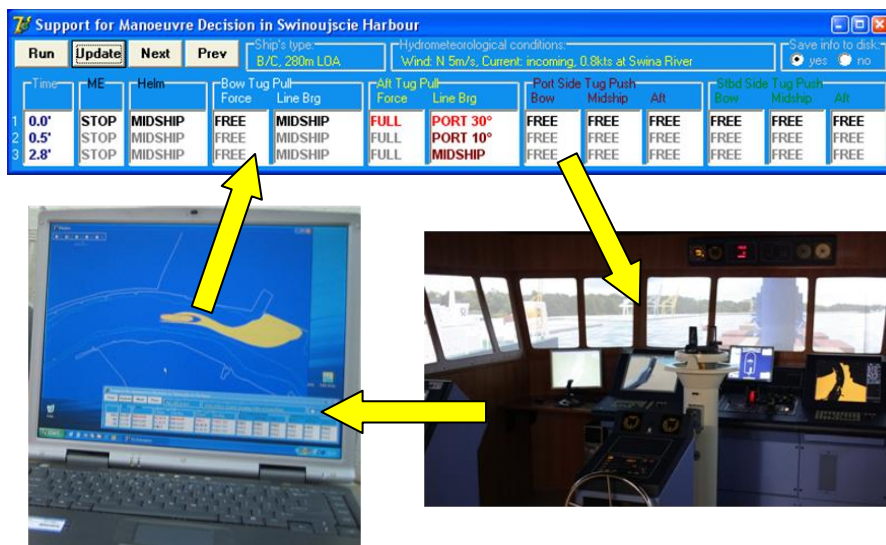 Support for Manoeuvre Decision in Swinoujscie Harbour
Run Update Next Prev
Ship's type:
B/C, 280m LOA
Hydrometeorological conditions:
Wind: N 5m/s, Current: incoming, 0.8kts at Swina River
Save info to disk:
yes no
Time ME Helm Bow Tug Pull Aft Tug Pull Port Side Tug Push Stbd Side Tug Push
Force Line Brg Force Line Brg Bow Midship Aft Bow Midship Aft
1 0.0' STOP MIDSHIP FREE MIDSHIP FULL PORT 30° FREE FREE FREE FREE FREE FREE
2 0.5' STOP MIDSHIP FREE MIDSHIP FULL PORT 10° FREE FREE FREE FREE FREE FREE
3 2.8' STOP MIDSHIP FREE MIDSHIP FULL MIDSHIP FREE FREE FREE FREE FREE FREE